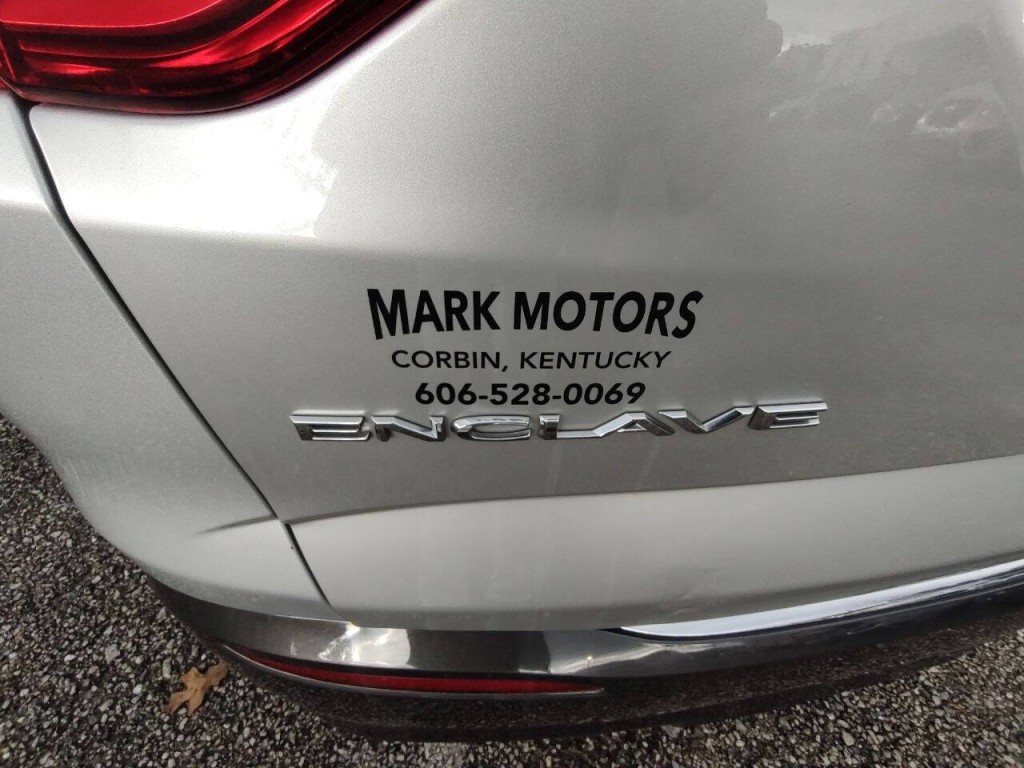 MARK MOTORS
CORBIN, KENTUCKY
606-528-0069
ENCLAVE